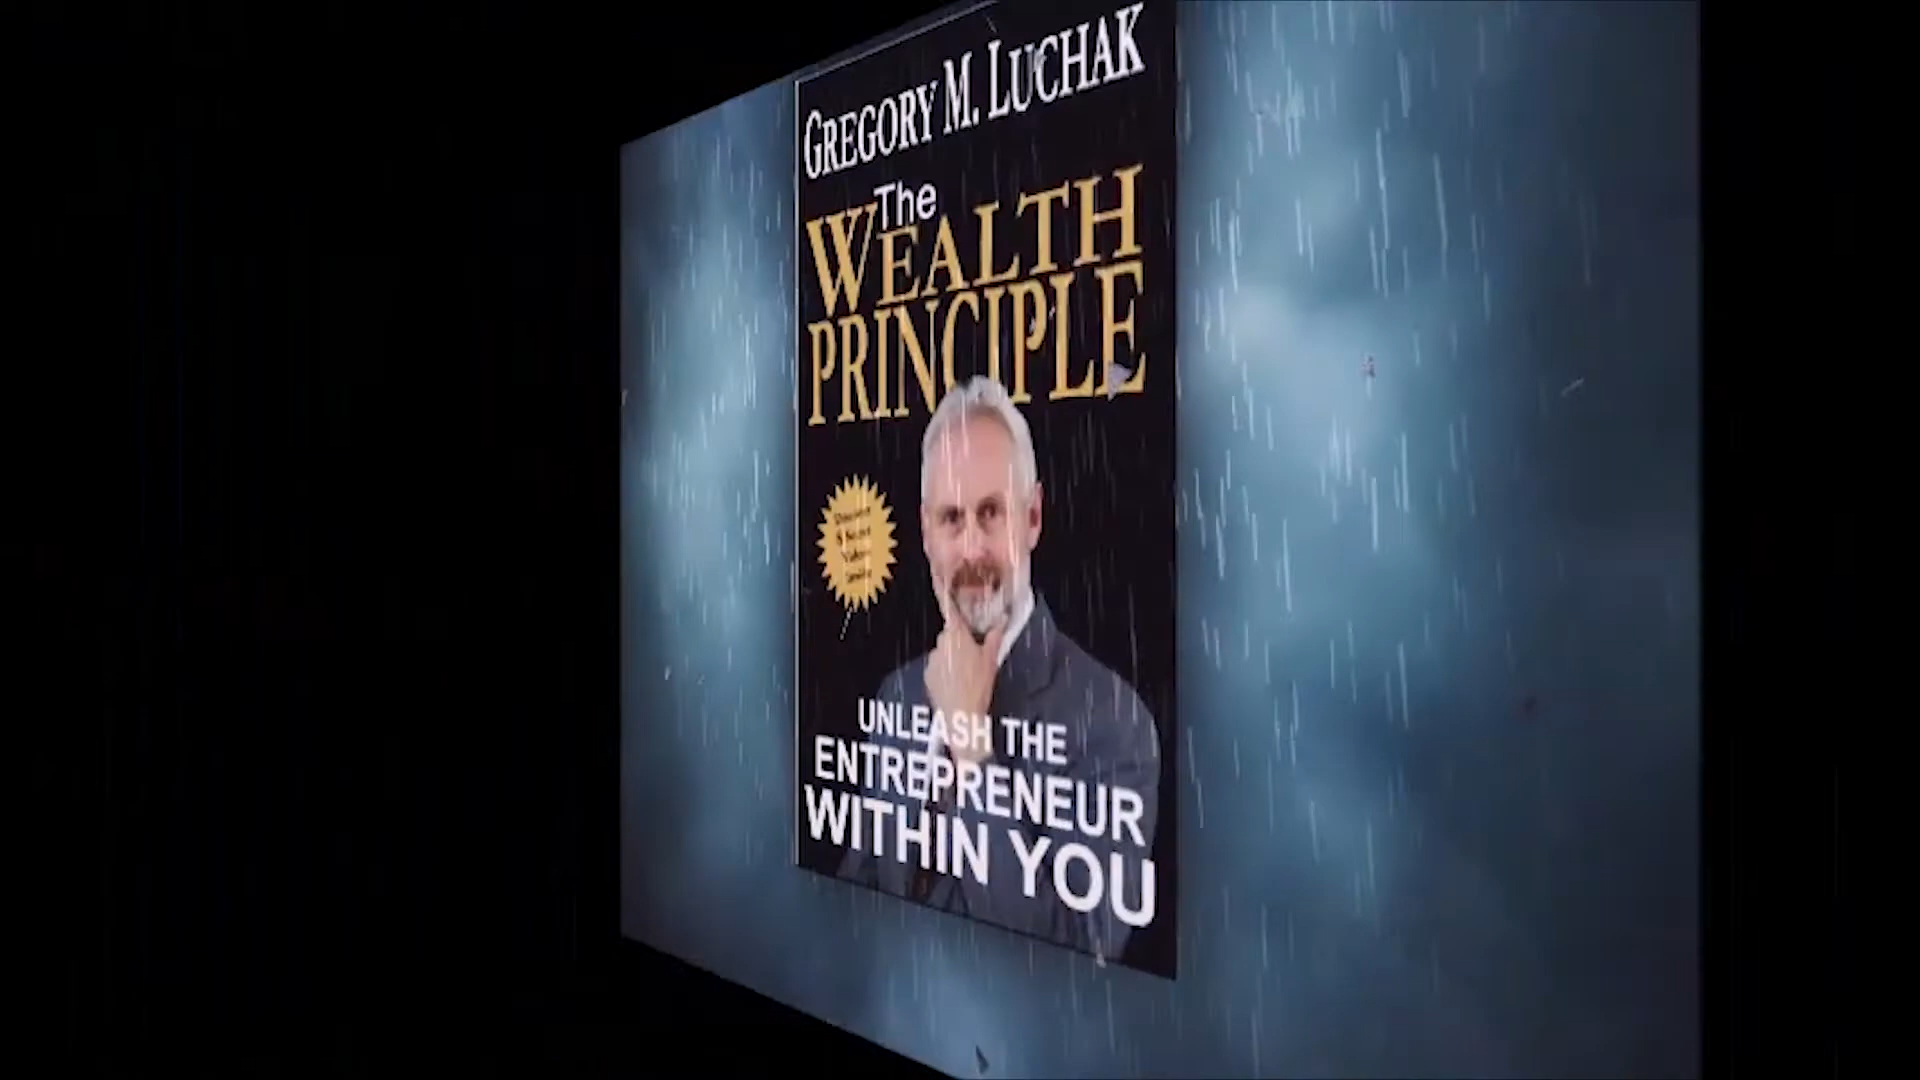 GREGORY M. LUCHAK
The
WEALTH
PRINCIPLE
UNLEASH THE
ENTREPRENEUR
WITHIN YOU